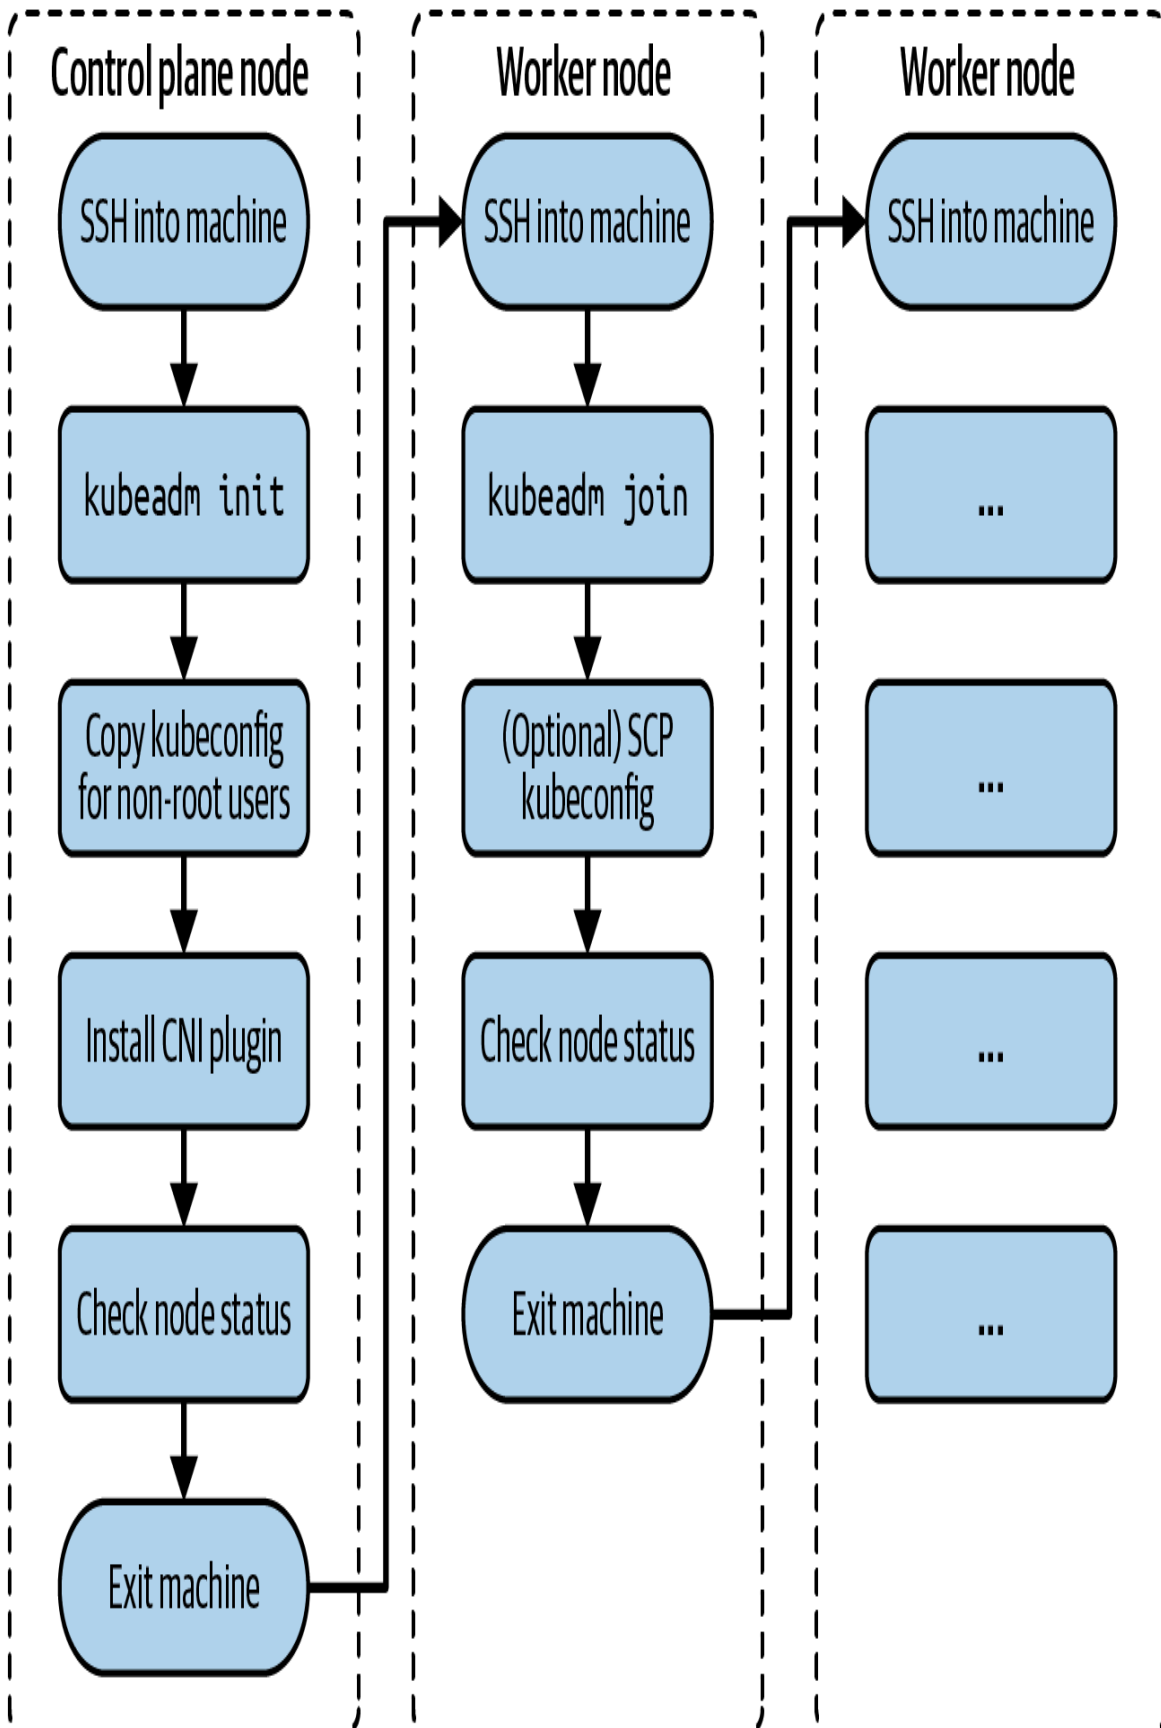 Control plane node
SSH into machine
kubeadm init
Copy kubeconfig
for non-root users
Install CNI plugin
Check node status
Exit machine
Worker node
SSH into machine
kubeadm join
(Optional) SCP
kubeconfig
Check node status
Exit machine
Worker node
SSH into machine
...
...
...
...